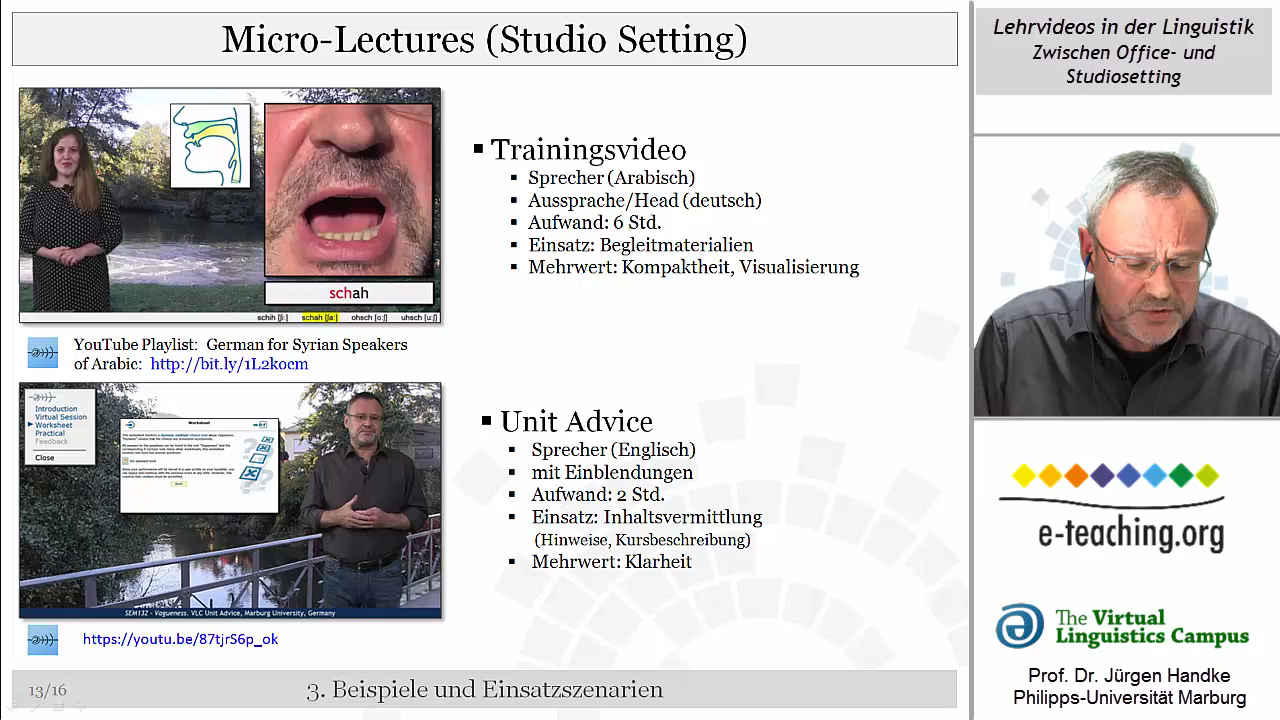 Micro-Lectures (Studio Setting)
schah
schih [ʃiː] schah [ʃaː] ohsch [oːʃ] uhsch [uːʃ]
YouTube Playlist: German for Syrian Speakers
of Arabic: http://bit.ly/1L2kocm
Trainingsvideo
Sprecher (Arabisch)
Aussprache/Head (deutsch)
Aufwand: 6 Std.
Einsatz: Begleitmaterialien
Mehrwert: Kompaktheit, Visualisierung
Introduction
Virtual Session
Worksheet
Practical
Feedback
Close
Worksheet
SEM132 - Vagueness. VLC Unit Advice, Marburg University, Germany
https://youtu.be/87tjrS6p_ok
Unit Advice
Sprecher (Englisch)
mit Einblendungen
Aufwand: 2 Std.
Einsatz: Inhaltsvermittlung
(Hinweise, Kursbeschreibung)
Mehrwert: Klarheit
13/16
3. Beispiele und Einsatzszenarien
Lehrvideos in der Linguistik
Zwischen Office- und
Studiosetting
e-teaching.org
The Virtual
Linguistics Campus
Prof. Dr. Jürgen Handke
Philipps-Universität Marburg